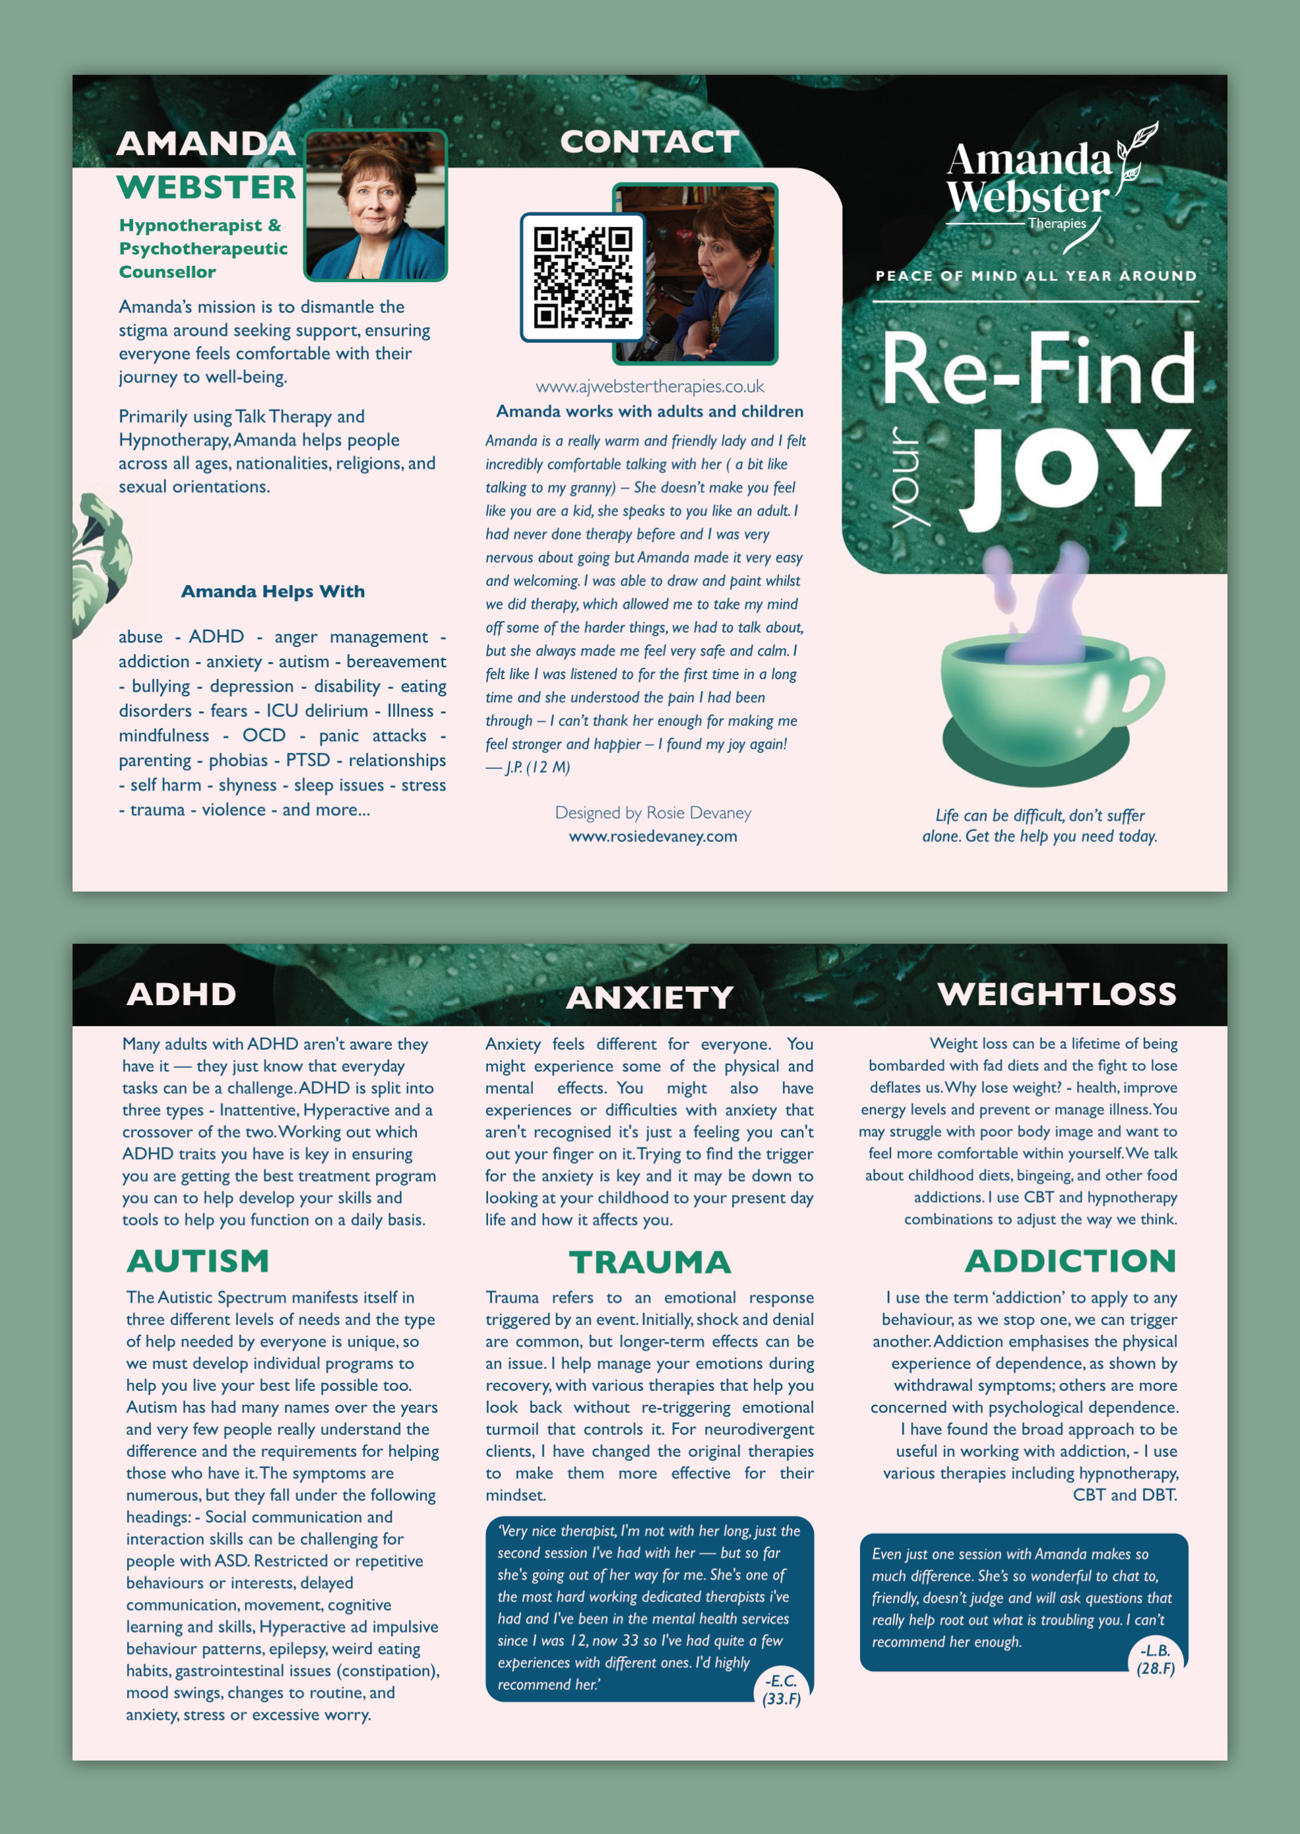 AMANDA
WEBSTER
Hypnotherapist &
Psychotherapeutic
Counsellor
Amanda's mission is to dismantle the
stigma around seeking support, ensuring
everyone feels comfortable with their
journey to well-being.
Primarily using Talk Therapy and
Hypnotherapy, Amanda helps people
across all ages, nationalities, religions, and
sexual orientations.
Amanda Helps With
abuse - ADHD - anger management -
addiction - anxiety - autism - bereavement
- bullying - depression - disability - eating
disorders - fears - ICU delirium - Illness -
mindfulness - OCD - panic attacks -
parenting - phobias - PTSD - relationships
- self harm - shyness - sleep issues - stress
- trauma - violence - and more...
CONTACT
www.ajwebstertherapies.co.uk
Amanda works with adults and children
Amanda is a really warm and friendly lady and I felt
incredibly comfortable talking with her ( a bit like
talking to my granny) – She doesn't make you feel
like you are a kid, she speaks to you like an adult. I
had never done therapy before and I was very
nervous about going but Amanda made it very easy
and welcoming. I was able to draw and paint whilst
we did therapy, which allowed me to take my mind
off some of the harder things, we had to talk about,
but she always made me feel very safe and calm. I
felt like I was listened to for the first time in a long
time and she understood the pain I had been
through – I can't thank her enough for making me
feel stronger and happier – I found my joy again!
— J.P. (12 M)
Designed by Rosie Devaney
www.rosiedevaney.com
Amanda
Webster
Therapies
PEACE OF MIND ALL YEAR AROUND
Re-Find
your
JOY
Life can be difficult, don't suffer
alone. Get the help you need today.
ADHD
Many adults with ADHD aren't aware they
have it — they just know that everyday
tasks can be a challenge. ADHD is split into
three types - Inattentive, Hyperactive and a
crossover of the two. Working out which
ADHD traits you have is key in ensuring
you are getting the best treatment program
you can to help develop your skills and
tools to help you function on a daily basis.
AUTISM
The Autistic Spectrum manifests itself in
three different levels of needs and the type
of help needed by everyone is unique, so
we must develop individual programs to
help you live your best life possible too.
Autism has had many names over the years
and very few people really understand the
difference and the requirements for helping
those who have it. The symptoms are
numerous, but they fall under the following
headings: - Social communication and
interaction skills can be challenging for
people with ASD. Restricted or repetitive
behaviours or interests, delayed
communication, movement, cognitive
learning and skills, Hyperactive ad impulsive
behaviour patterns, epilepsy, weird eating
habits, gastrointestinal issues (constipation),
mood swings, changes to routine, and
anxiety, stress or excessive worry.
ANXIETY
Anxiety feels different for everyone. You
might experience some of the physical and
mental effects. You might also have
experiences or difficulties with anxiety that
aren't recognised it's just a feeling you can't
out your finger on it. Trying to find the trigger
for the anxiety is key and it may be down to
looking at your childhood to your present day
life and how it affects you.
TRAUMA
Trauma refers to an emotional response
triggered by an event. Initially, shock and denial
are common, but longer-term effects can be
an issue. I help manage your emotions during
recovery, with various therapies that help you
look back without re-triggering emotional
turmoil that controls it. For neurodivergent
clients, I have changed the original therapies
to make them more effective for their
mindset.
'Very nice therapist, I'm not with her long, just the
second session I've had with her — but so far
she's going out of her way for me. She's one of
the most hard working dedicated therapists i've
had and I've been in the mental health services
since I was 12, now 33 so I've had quite a few
experiences with different ones. I'd highly
recommend her.'
-E.C.
(33.F)
WEIGHTLOSS
Weight loss can be a lifetime of being
bombarded with fad diets and the fight to lose
deflates us. Why lose weight? - health, improve
energy levels and prevent or manage illness. You
may struggle with poor body image and want to
feel more comfortable within yourself. We talk
about childhood diets, bingeing, and other food
addictions. I use CBT and hypnotherapy
combinations to adjust the way we think.
ADDICTION
I use the term 'addiction' to apply to any
behaviour, as we stop one, we can trigger
another. Addiction emphasises the physical
experience of dependence, as shown by
withdrawal symptoms; others are more
concerned with psychological dependence.
I have found the broad approach to be
useful in working with addiction, - I use
various therapies including hypnotherapy,
CBT and DBT.
Even just one session with Amanda makes so
much difference. She's so wonderful to chat to,
friendly, doesn't judge and will ask questions that
really help root out what is troubling you. I can't
recommend her enough.
-L.B.
(28.F)